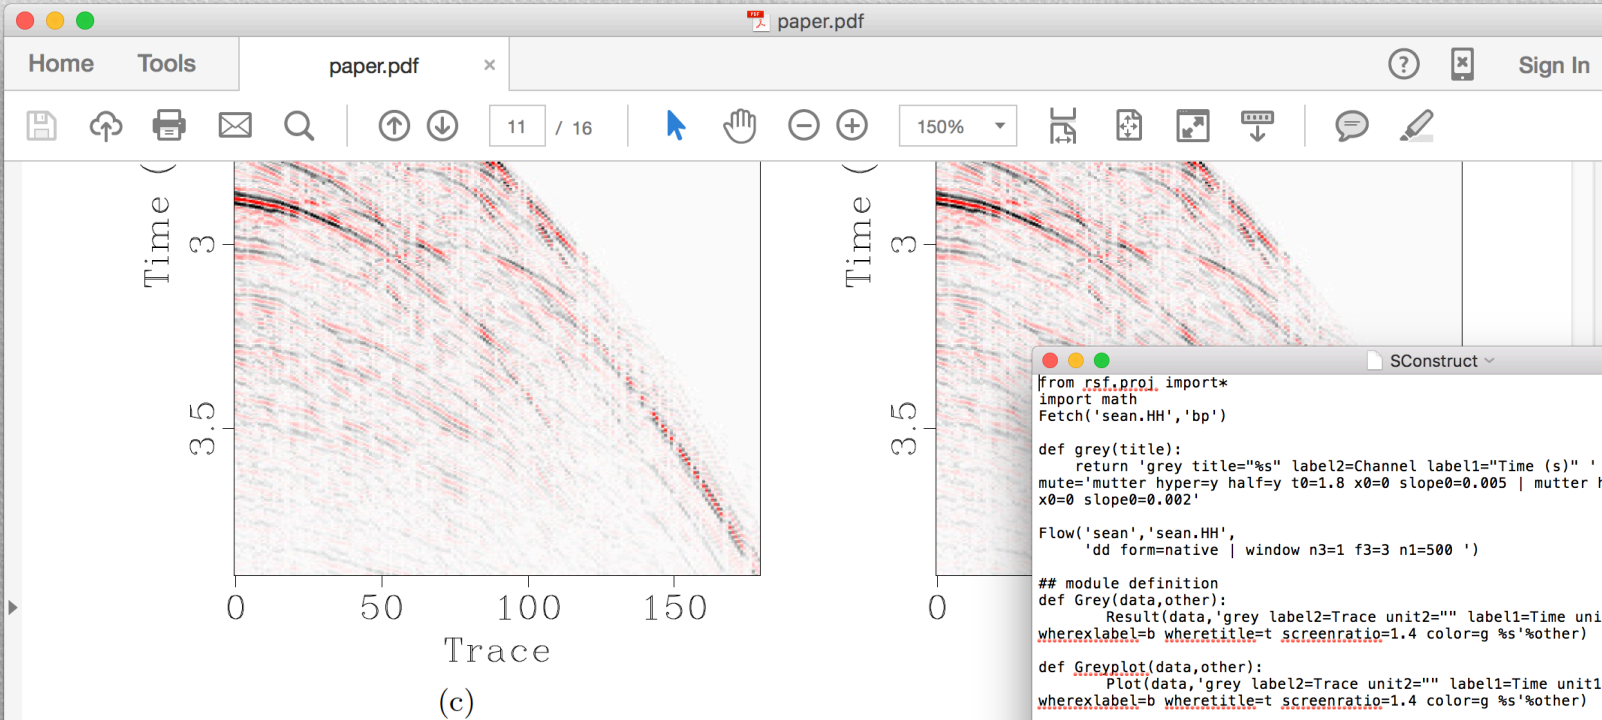 paper.pdf
Home Tools paper.pdf × Sign In
11 / 16 150%
Time (
3
3.5
0 50 100 150
Trace
(c)
Time (
3
3.5
0
SConstruct
from rsf.proj import*
import math
Fetch('sean.HH','bp')
def grey(title):
return 'grey title="%s" label2=Channel label1="Time (s)" '
mute='mutter hyper=y half=y t0=1.8 x0=0 slope0=0.005 | mutter h
x0=0 slope0=0.002'
Flow('sean','sean.HH',
'dd form=native | window n3=1 f3=3 n1=500 ')
## module definition
def Grey(data,other):
Result(data,'grey label2=Trace unit2="" label1=Time uni
wherexlabel=b wheretitle=t screenratio=1.4 color=g %s'%other)
def Greyplot(data,other):
Plot(data,'grey label2=Trace unit2="" label1=Time unit1
wherexlabel=b wheretitle=t screenratio=1.4 color=g %s'%other)